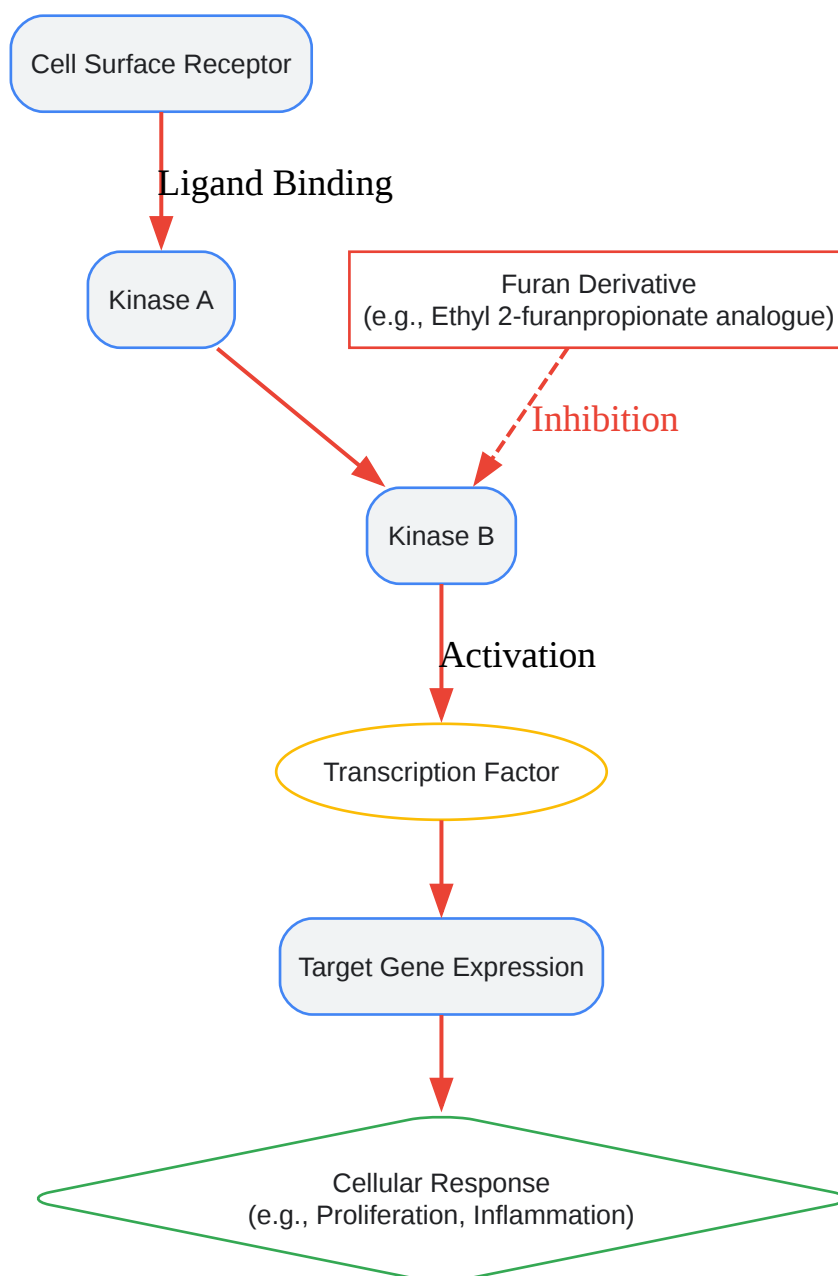 Cell Surface Receptor
Ligand Binding
Kinase A
Furan Derivative
(e.g., Ethyl 2-furanpropionate analogue)
Inhibition
Kinase B
Activation
Transcription Factor
Target Gene Expression
Cellular Response
(e.g., Proliferation, Inflammation)